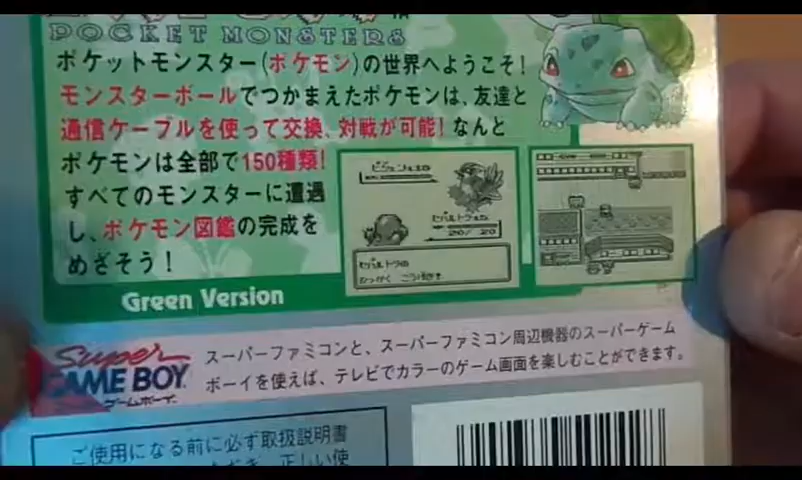 POCKET MONSTERS
ポケットモンスター(ポケモン)の世界へようこそ!
モンスターボールでつかまえたポケモンは、友達と
通信ケーブルを使って交換、対戦が可能!なんと
ポケモンは全部で150種類!
すべてのモンスターに遭遇
し、ポケモン図鑑の完成を
めざそう!
Green Version
Super
GAME BOY
スーパーファミコンと、スーパーファミコン周辺機器のスーパーゲーム
ボーイを使えば、テレビでカラーのゲーム画面を楽しむことができます。
ご使用になる前に必ず取扱説明書